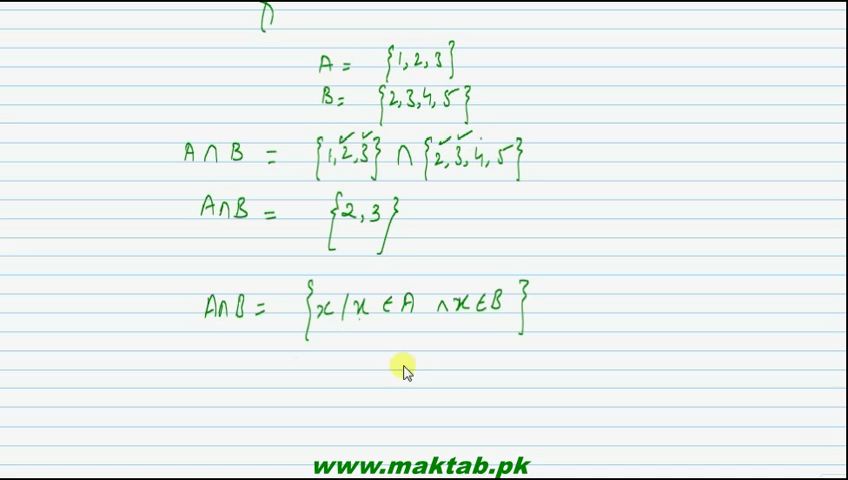 ∩
A = {1, 2, 3}
B = {2, 3, 4, 5}
A ∩ B = {1, 2, 3} ∩ {2, 3, 4, 5}
A∩B = {2, 3}
A∩B = {x / x ∈ A ∧ x ∈ B}
www.maktab.pk